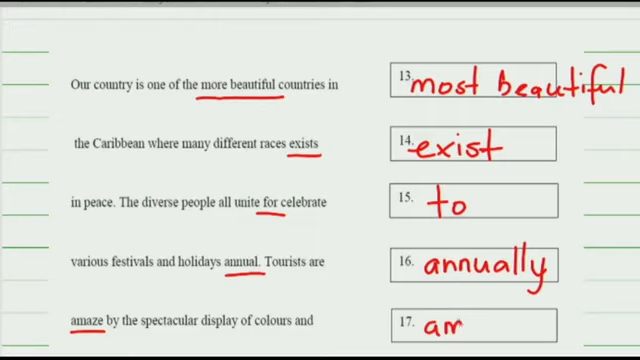 Our country is one of the more beautiful countries in
13. most beautiful
the Caribbean where many different races exists
14. exist
in peace. The diverse people all unite for celebrate
15. to
various festivals and holidays annual. Tourists are
16. annually
amaze by the spectacular display of colours and
17. am